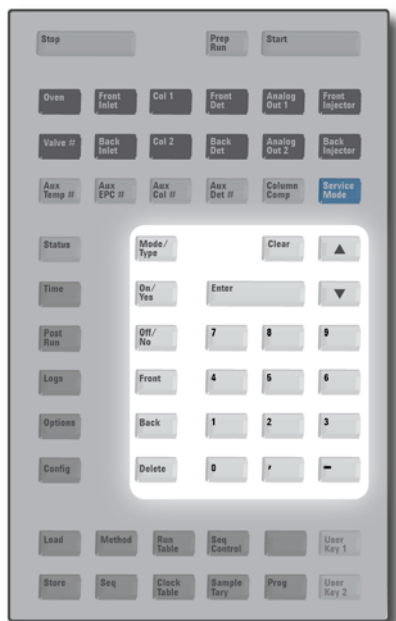 Stop
Prep
Run
Start
Oven
Front
Inlet
Col 1
Front
Det
Analog
Out 1
Front
Injector
Valve #
Back
Inlet
Col 2
Back
Det
Analog
Out 2
Back
Injector
Aux
Temp #
Aux
EPC #
Aux
Col #
Aux
Det #
Column
Comp
Service
Mode
Status
Mode/
Type
Clear
▲
Time
On/
Yes
Enter
▼
Post
Run
Off/
No
7
8
9
Logs
Front
4
5
6
Options
Back
1
2
3
Config
Delete
0
,
–
Load
Method
Run
Table
Seq
Control
User
Key 1
Store
Seq
Clock
Table
Sample
Tary
Prog
User
Key 2